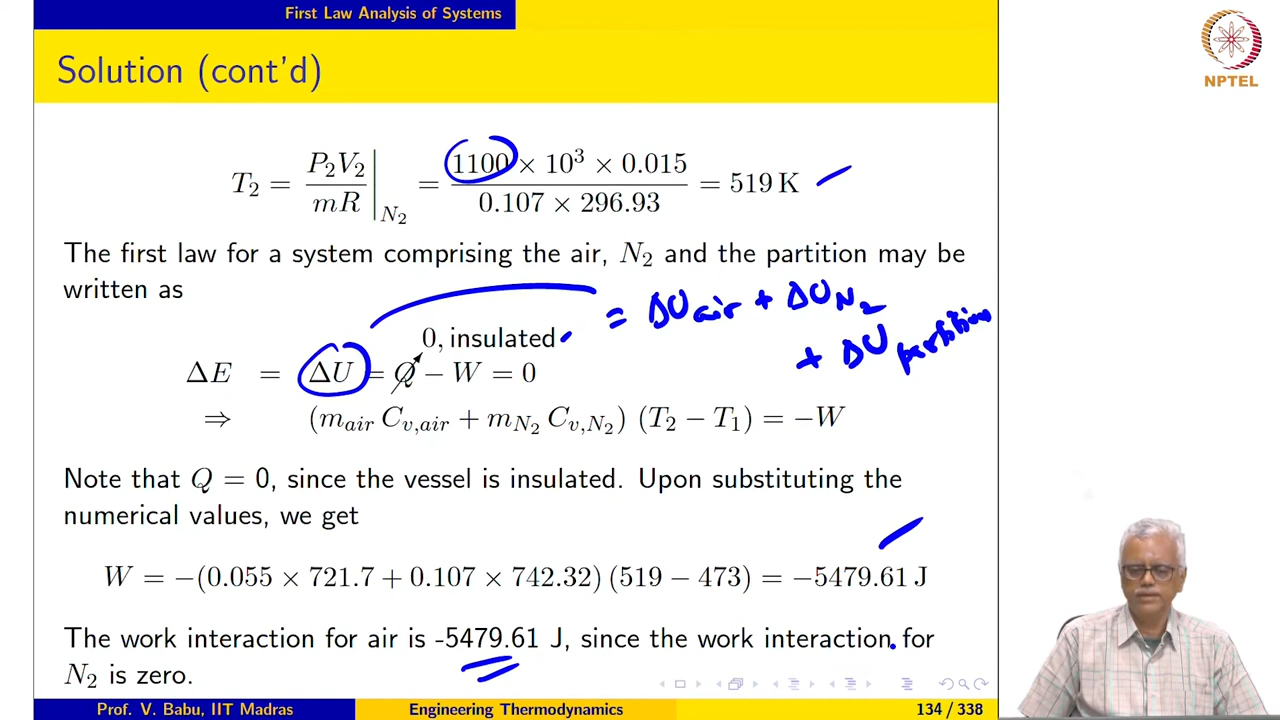 First Law Analysis of Systems
Solution (cont'd)
NPTEL
T₂ = P₂V₂ / mR |N₂ = 1100 × 10³ × 0.015 / 0.107 × 296.93 = 519 K
The first law for a system comprising the air, N₂ and the partition may be
written as
= ΔU air + ΔU N₂
+ ΔU partition
0, insulated
ΔE = ΔU = Q − W = 0
⇒ (m_air C_v,air + m_N₂ C_v,N₂) (T₂ − T₁) = −W
Note that Q = 0, since the vessel is insulated. Upon substituting the
numerical values, we get
W = −(0.055 × 721.7 + 0.107 × 742.32) (519 − 473) = −5479.61 J
The work interaction for air is -5479.61 J, since the work interaction for
N₂ is zero.
Prof. V. Babu, IIT Madras
Engineering Thermodynamics
134 / 338